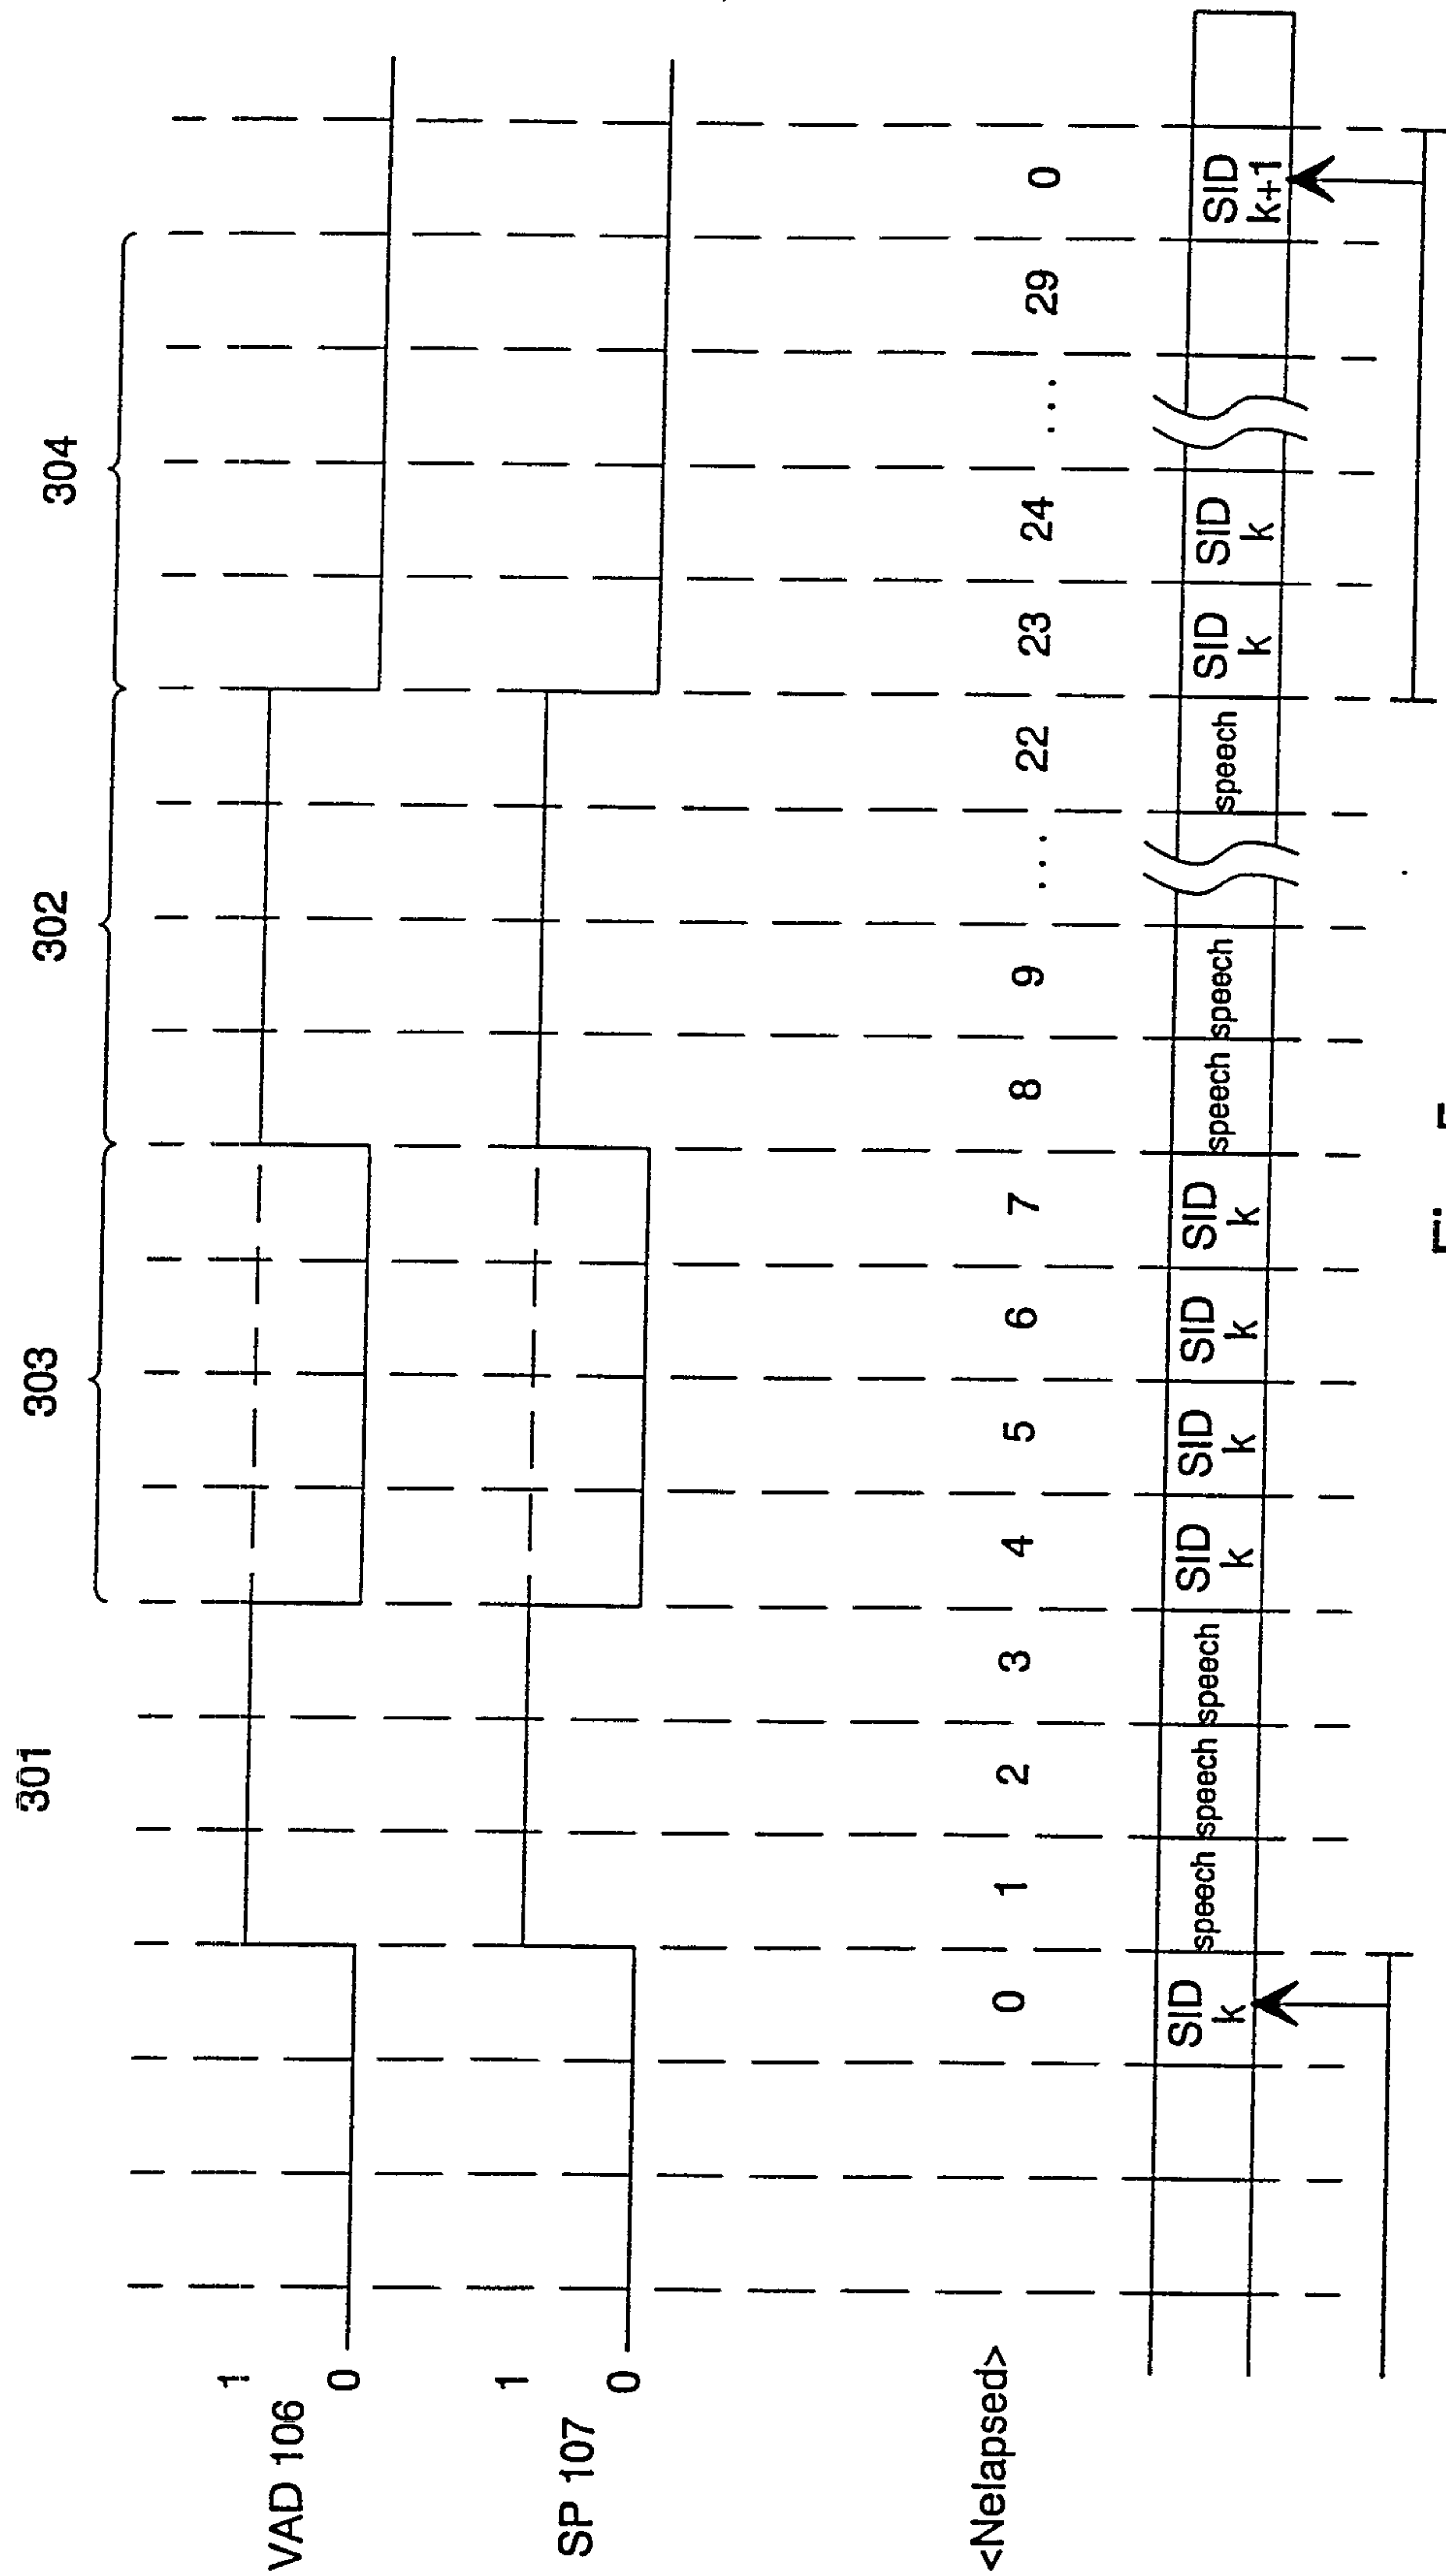 301
303
302
304
VAD 106
1
0
SP 107
1
0
<Nelapsed>
0 1 2 3 4 5 6 7 8 9 ... 22 23 24 ... 29 0
SID k
speech speech speech
SID k
SID k
SID k
SID k
speech speech
speech
SID k
SID k
SID k+1